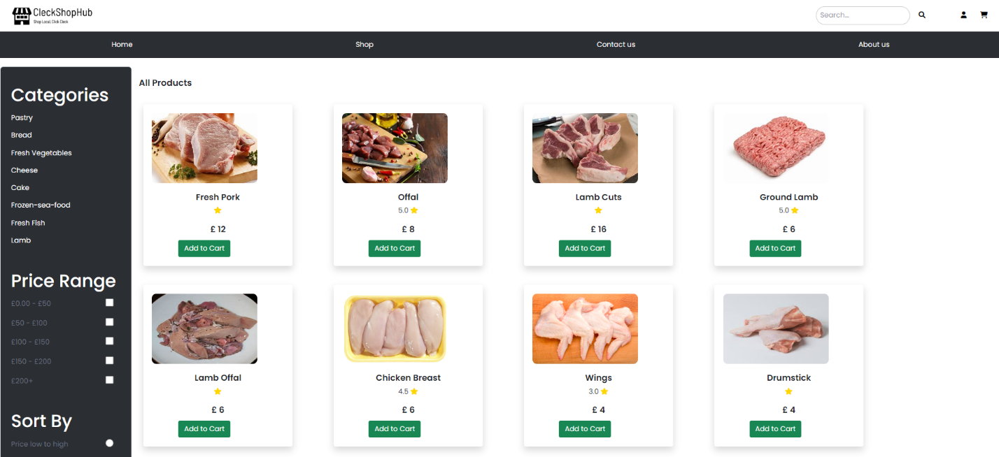 CleckShopHub
Shop Local, Click Cleck
Search...
Home Shop Contact us About us
Categories
Pastry
Bread
Fresh Vegetables
Cheese
Cake
Frozen-sea-food
Fresh Fish
Lamb
Price Range
£0.00 - £50
£50 - £100
£100 - £150
£150 - £200
£200+
Sort By
Price low to high
All Products
Fresh Pork
£ 12
Add to Cart
Offal
5.0
£ 8
Add to Cart
Lamb Cuts
£ 16
Add to Cart
Ground Lamb
5.0
£ 6
Add to Cart
Lamb Offal
£ 6
Add to Cart
Chicken Breast
4.5
£ 6
Add to Cart
Wings
3.0
£ 4
Add to Cart
Drumstick
£ 4
Add to Cart